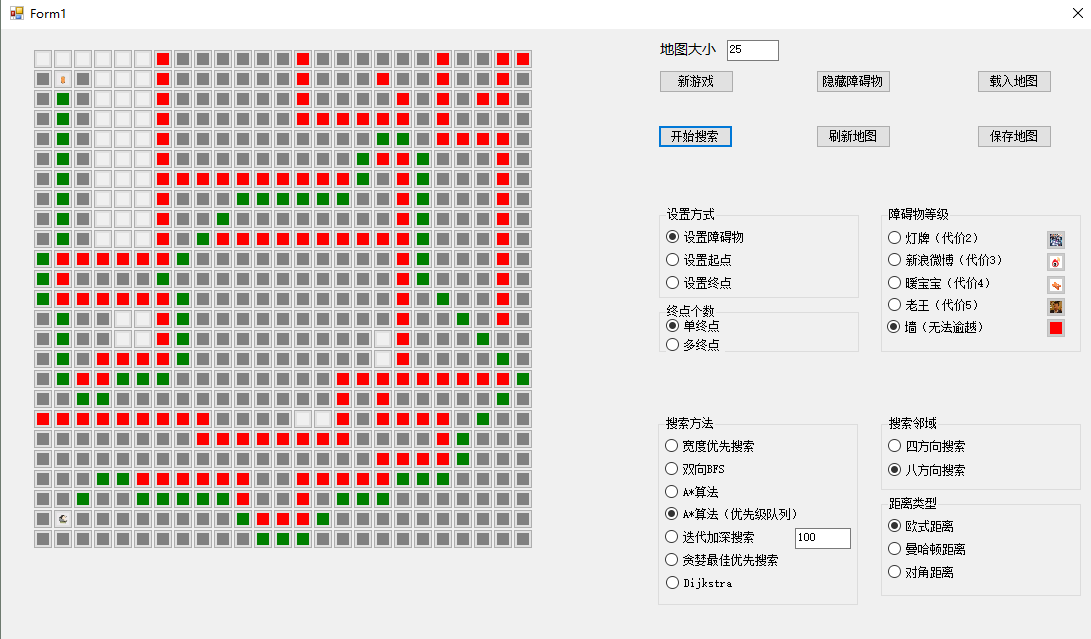 Form1
地图大小 25
新游戏 隐藏障碍物 载入地图
开始搜索 刷新地图 保存地图
设置方式
设置障碍物
设置起点
设置终点
终点个数
单终点
多终点
障碍物等级
灯牌（代价2）
新浪微博（代价3）
暖宝宝（代价4）
老王（代价5）
墙（无法逾越）
搜索方法
宽度优先搜索
双向BFS
A*算法
A*算法（优先级队列）
迭代加深搜索 100
贪婪最佳优先搜索
Dijkstra
搜索邻域
四方向搜索
八方向搜索
距离类型
欧式距离
曼哈顿距离
对角距离